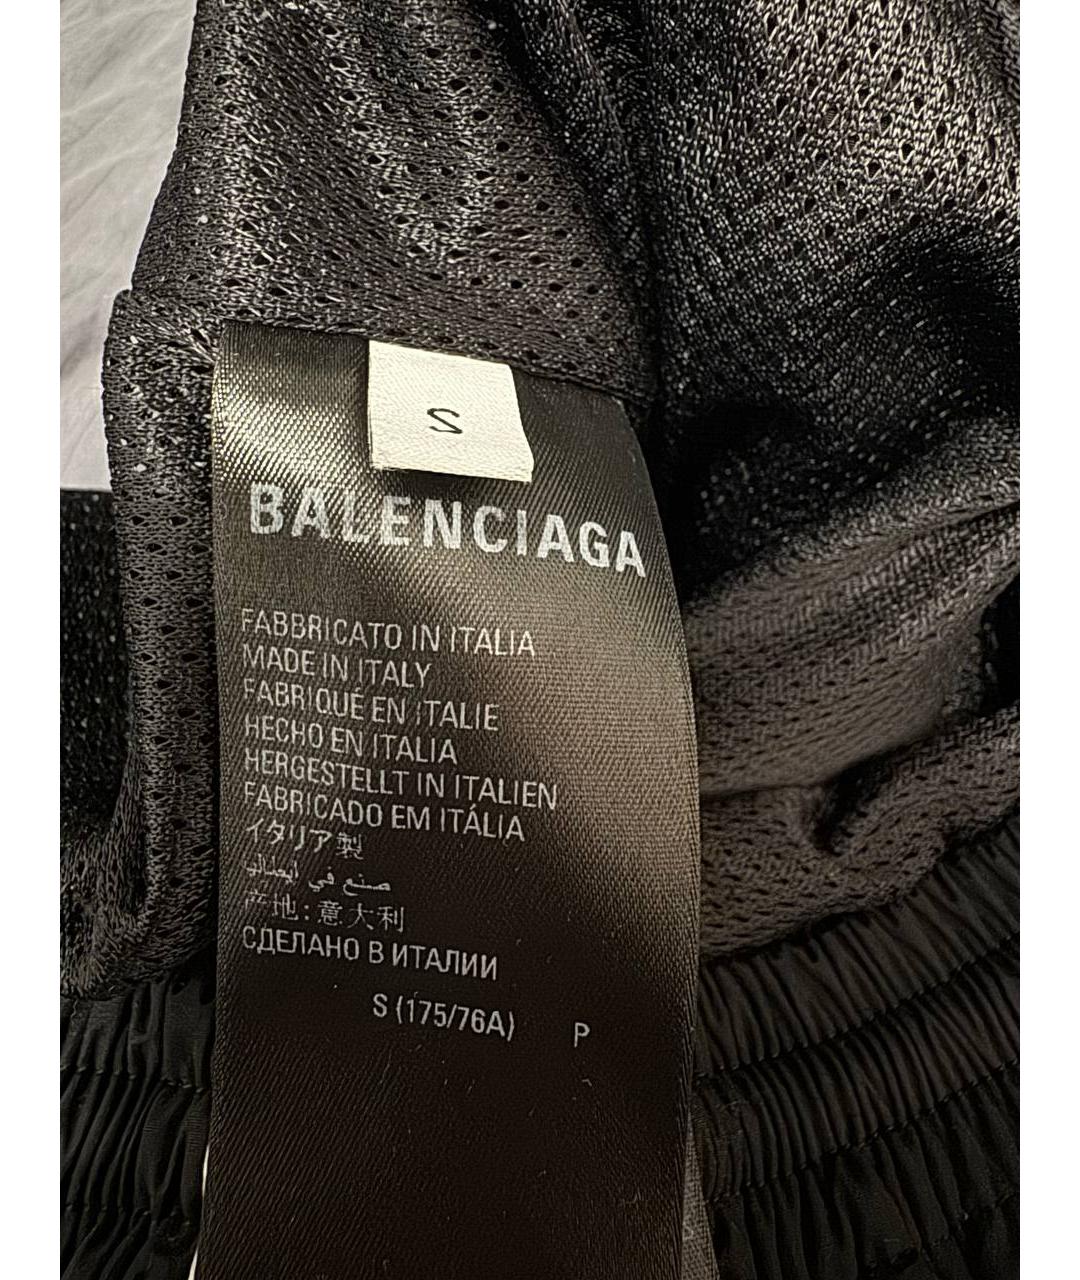 S
BALENCIAGA
FABBRICATO IN ITALIA
MADE IN ITALY
FABRIQUÉ EN ITALIE
HECHO EN ITALIA
HERGESTELLT IN ITALIEN
FABRICADO EM ITÁLIA
イタリア製
صنع في ايطاليا
产地:意大利
СДЕЛАНО В ИТАЛИИ
S (175/76A) P